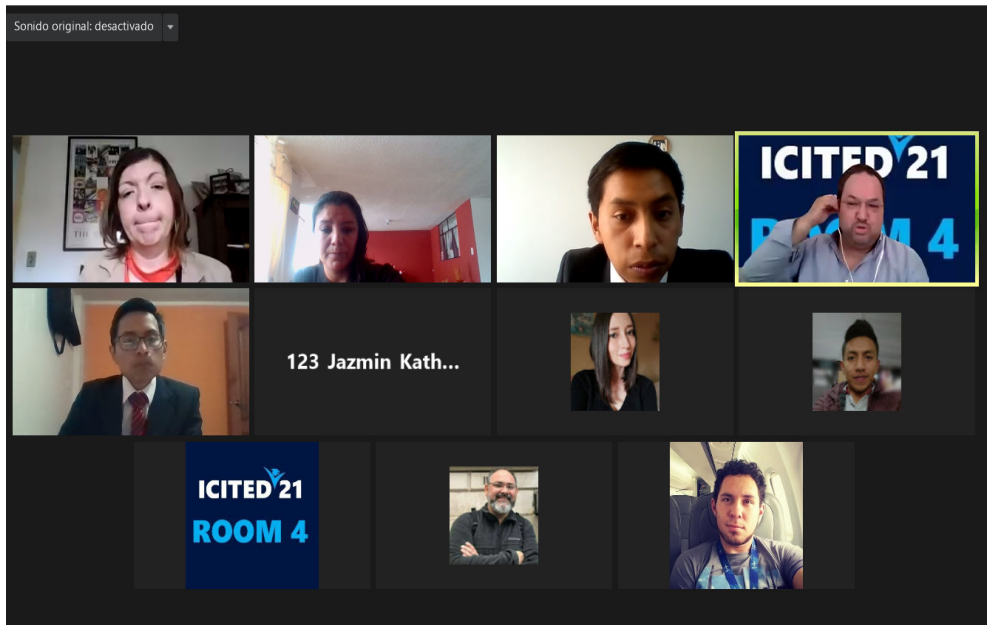 Sonido original: desactivado
ICITED'21
ROOM 4
123 Jazmin Kath...
ICITED'21
ROOM 4